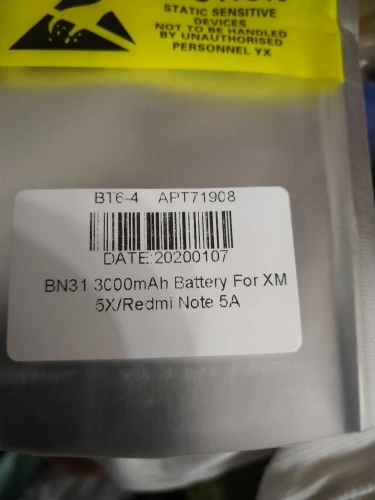 STATIC SENSITIVE
DEVICES
NOT TO BE HANDLED
BY UNAUTHORISED
PERSONNEL YX
BT6-4 APT71908
DATE:20200107
BN31 3000mAh Battery For XM
5X/Redmi Note 5A